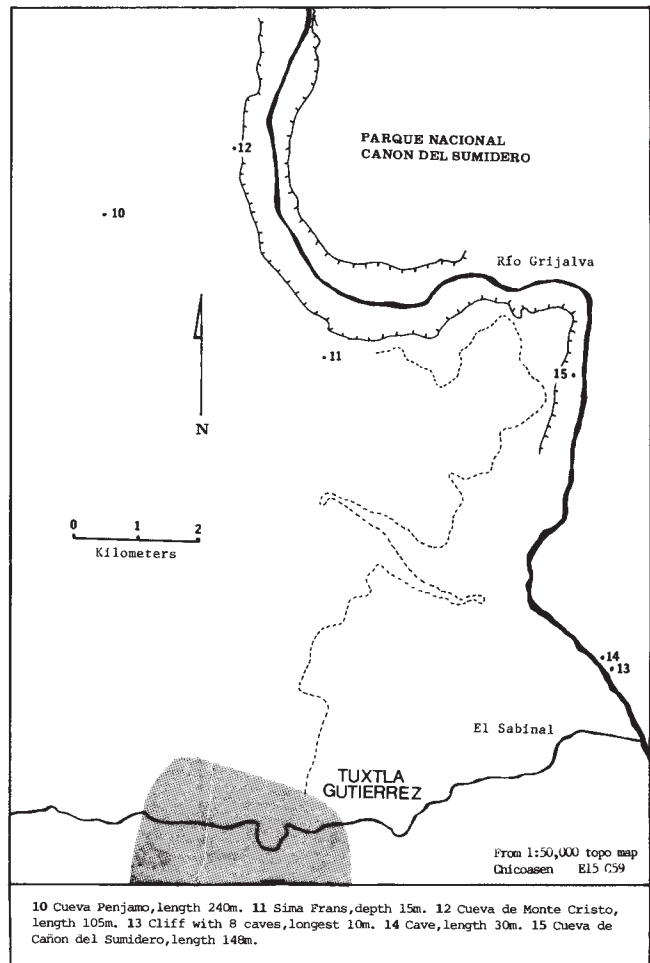 PARQUE NACIONAL
CANON DEL SUMIDERO
12
10
Río Grijalva
11
15
N
0 1 2
Kilometers
14
13
El Sabinal
TUXTLA
GUTIERREZ
From 1:50,000 topo map
Chicoasen E15 C59
10 Cueva Penjamo,length 240m. 11 Sima Frans,depth 15m. 12 Cueva de Monte Cristo,
length 105m. 13 Cliff with 8 caves,longest 10m. 14 Cave,length 30m. 15 Cueva de
Cañon del Sumidero,length 148m.